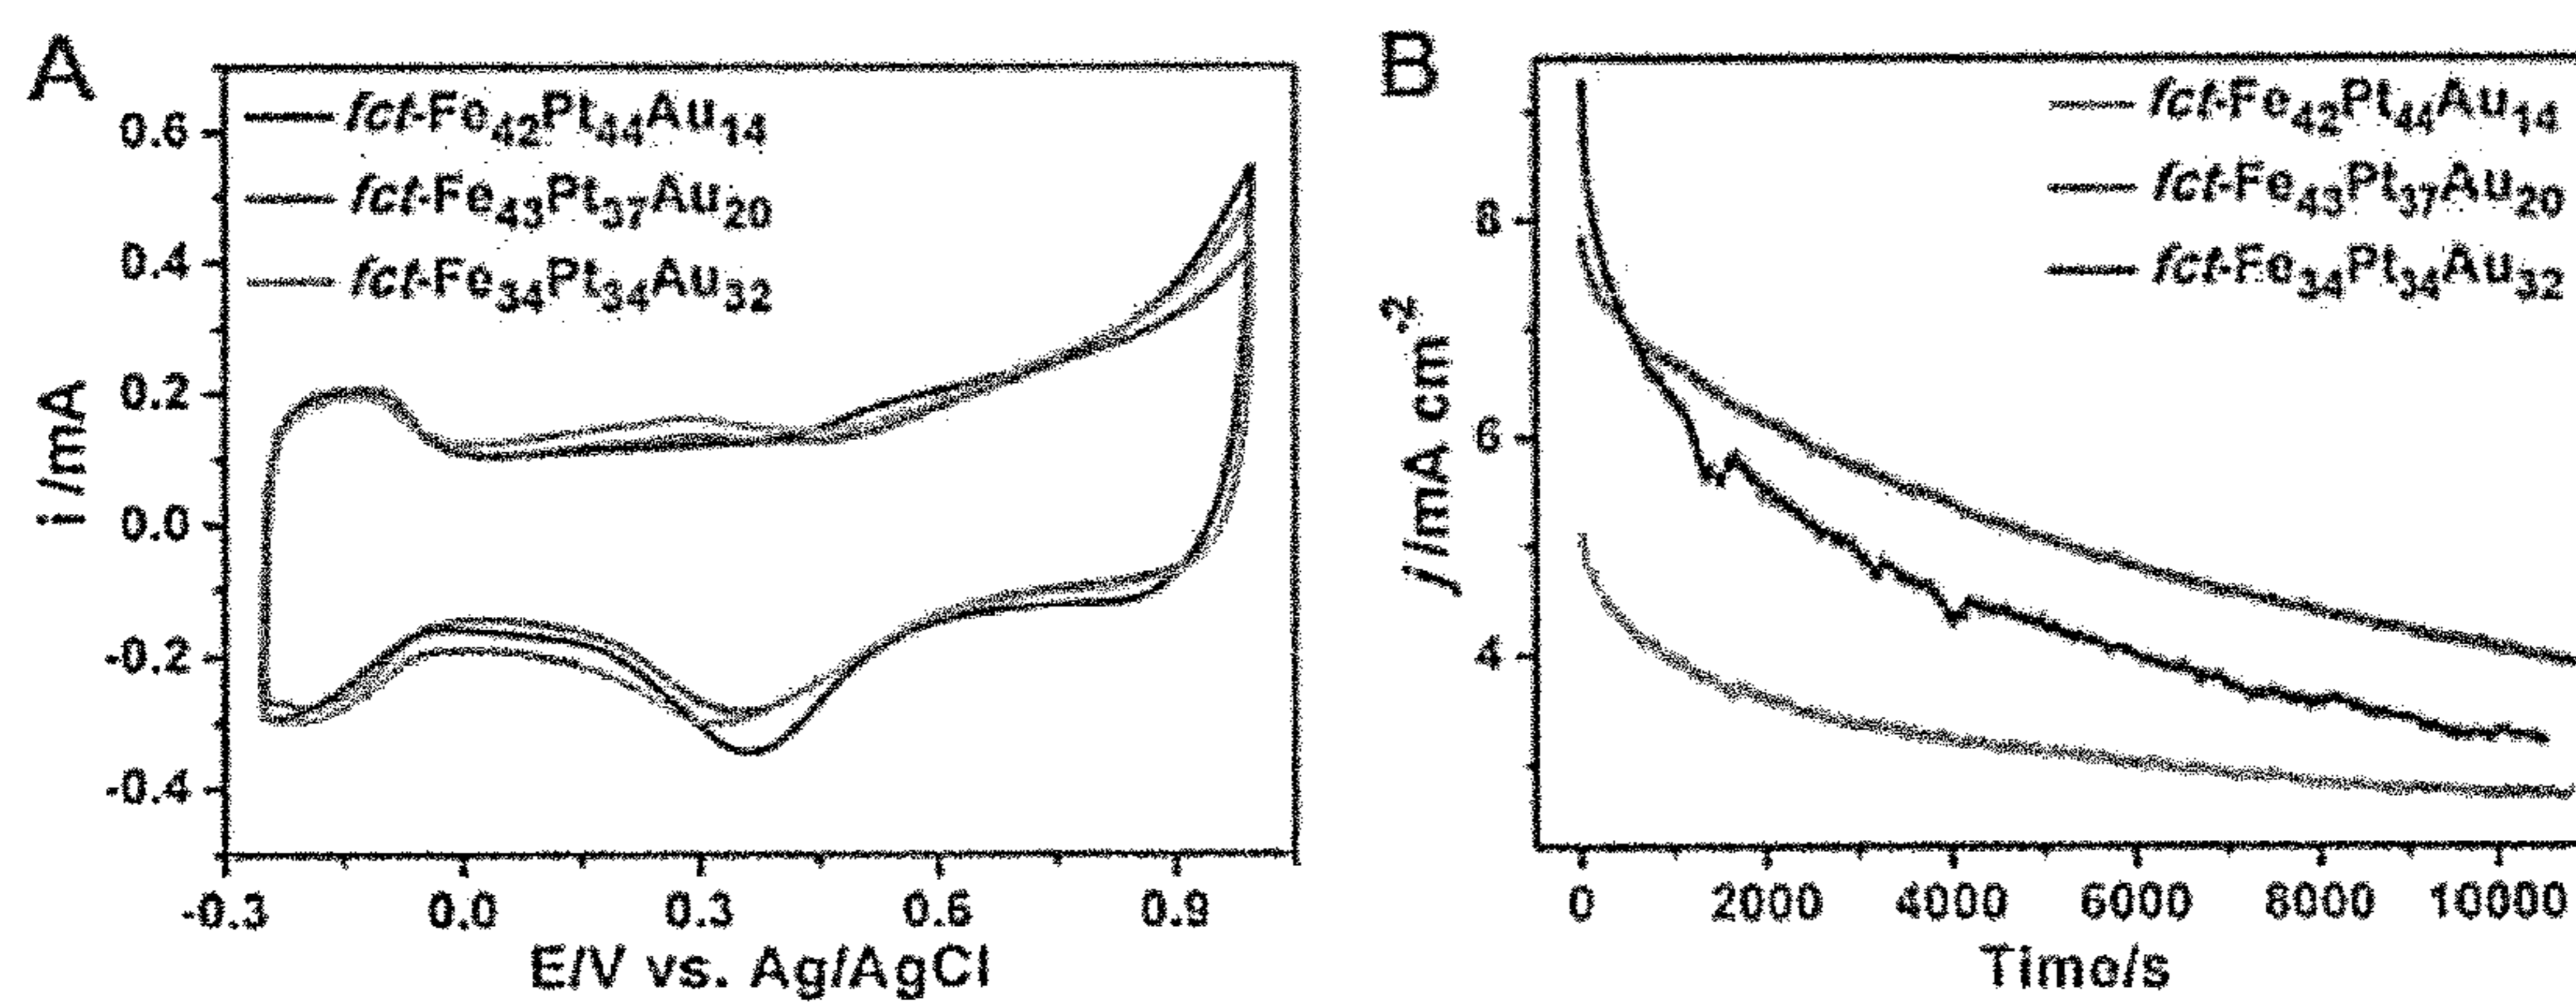 A
0.6
0.4
0.2
0.0
-0.2
-0.4
i /mA
fct-Fe42Pt44Au14
fct-Fe43Pt37Au20
fct-Fe34Pt34Au32
-0.3 0.0 0.3 0.6 0.9
E/V vs. Ag/AgCl
B
8
6
4
j /mA cm-2
fct-Fe42Pt44Au14
fct-Fe43Pt37Au20
fct-Fe34Pt34Au32
0 2000 4000 6000 8000 10000
Time/s